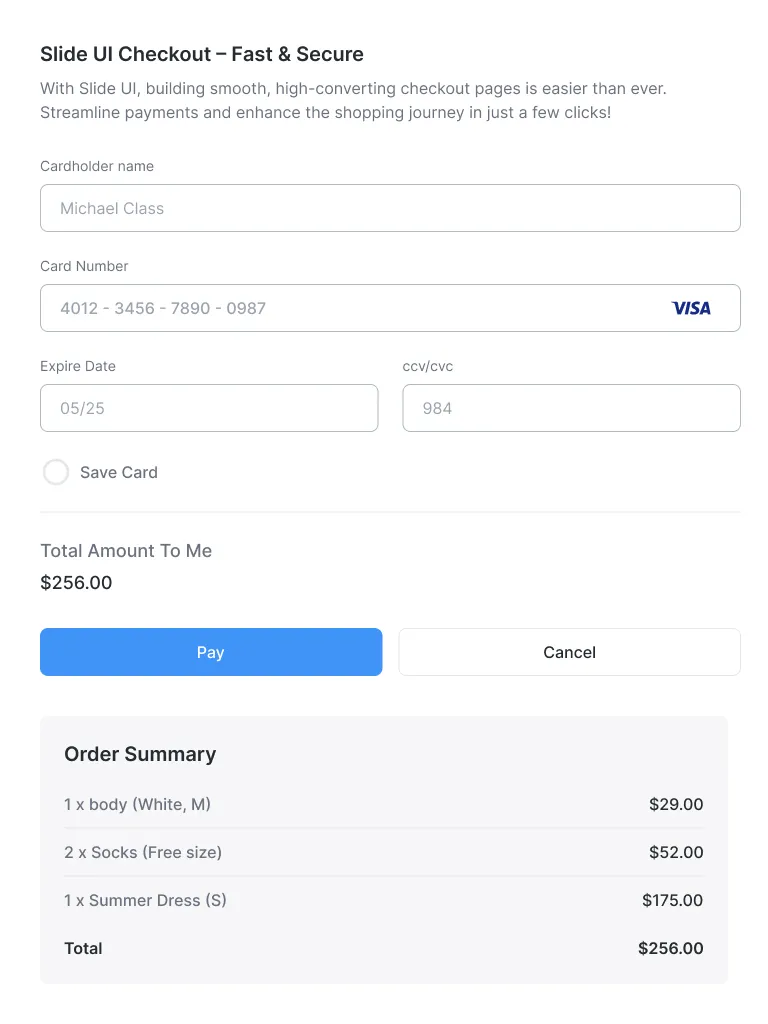 Slide UI Checkout – Fast & Secure
With Slide UI, building smooth, high-converting checkout pages is easier than ever.
Streamline payments and enhance the shopping journey in just a few clicks!
Cardholder name
Michael Class
Card Number
4012 - 3456 - 7890 - 0987 VISA
Expire Date ccv/cvc
05/25 984
Save Card
Total Amount To Me
$256.00
Pay Cancel
Order Summary
1 x body (White, M) $29.00
2 x Socks (Free size) $52.00
1 x Summer Dress (S) $175.00
Total $256.00